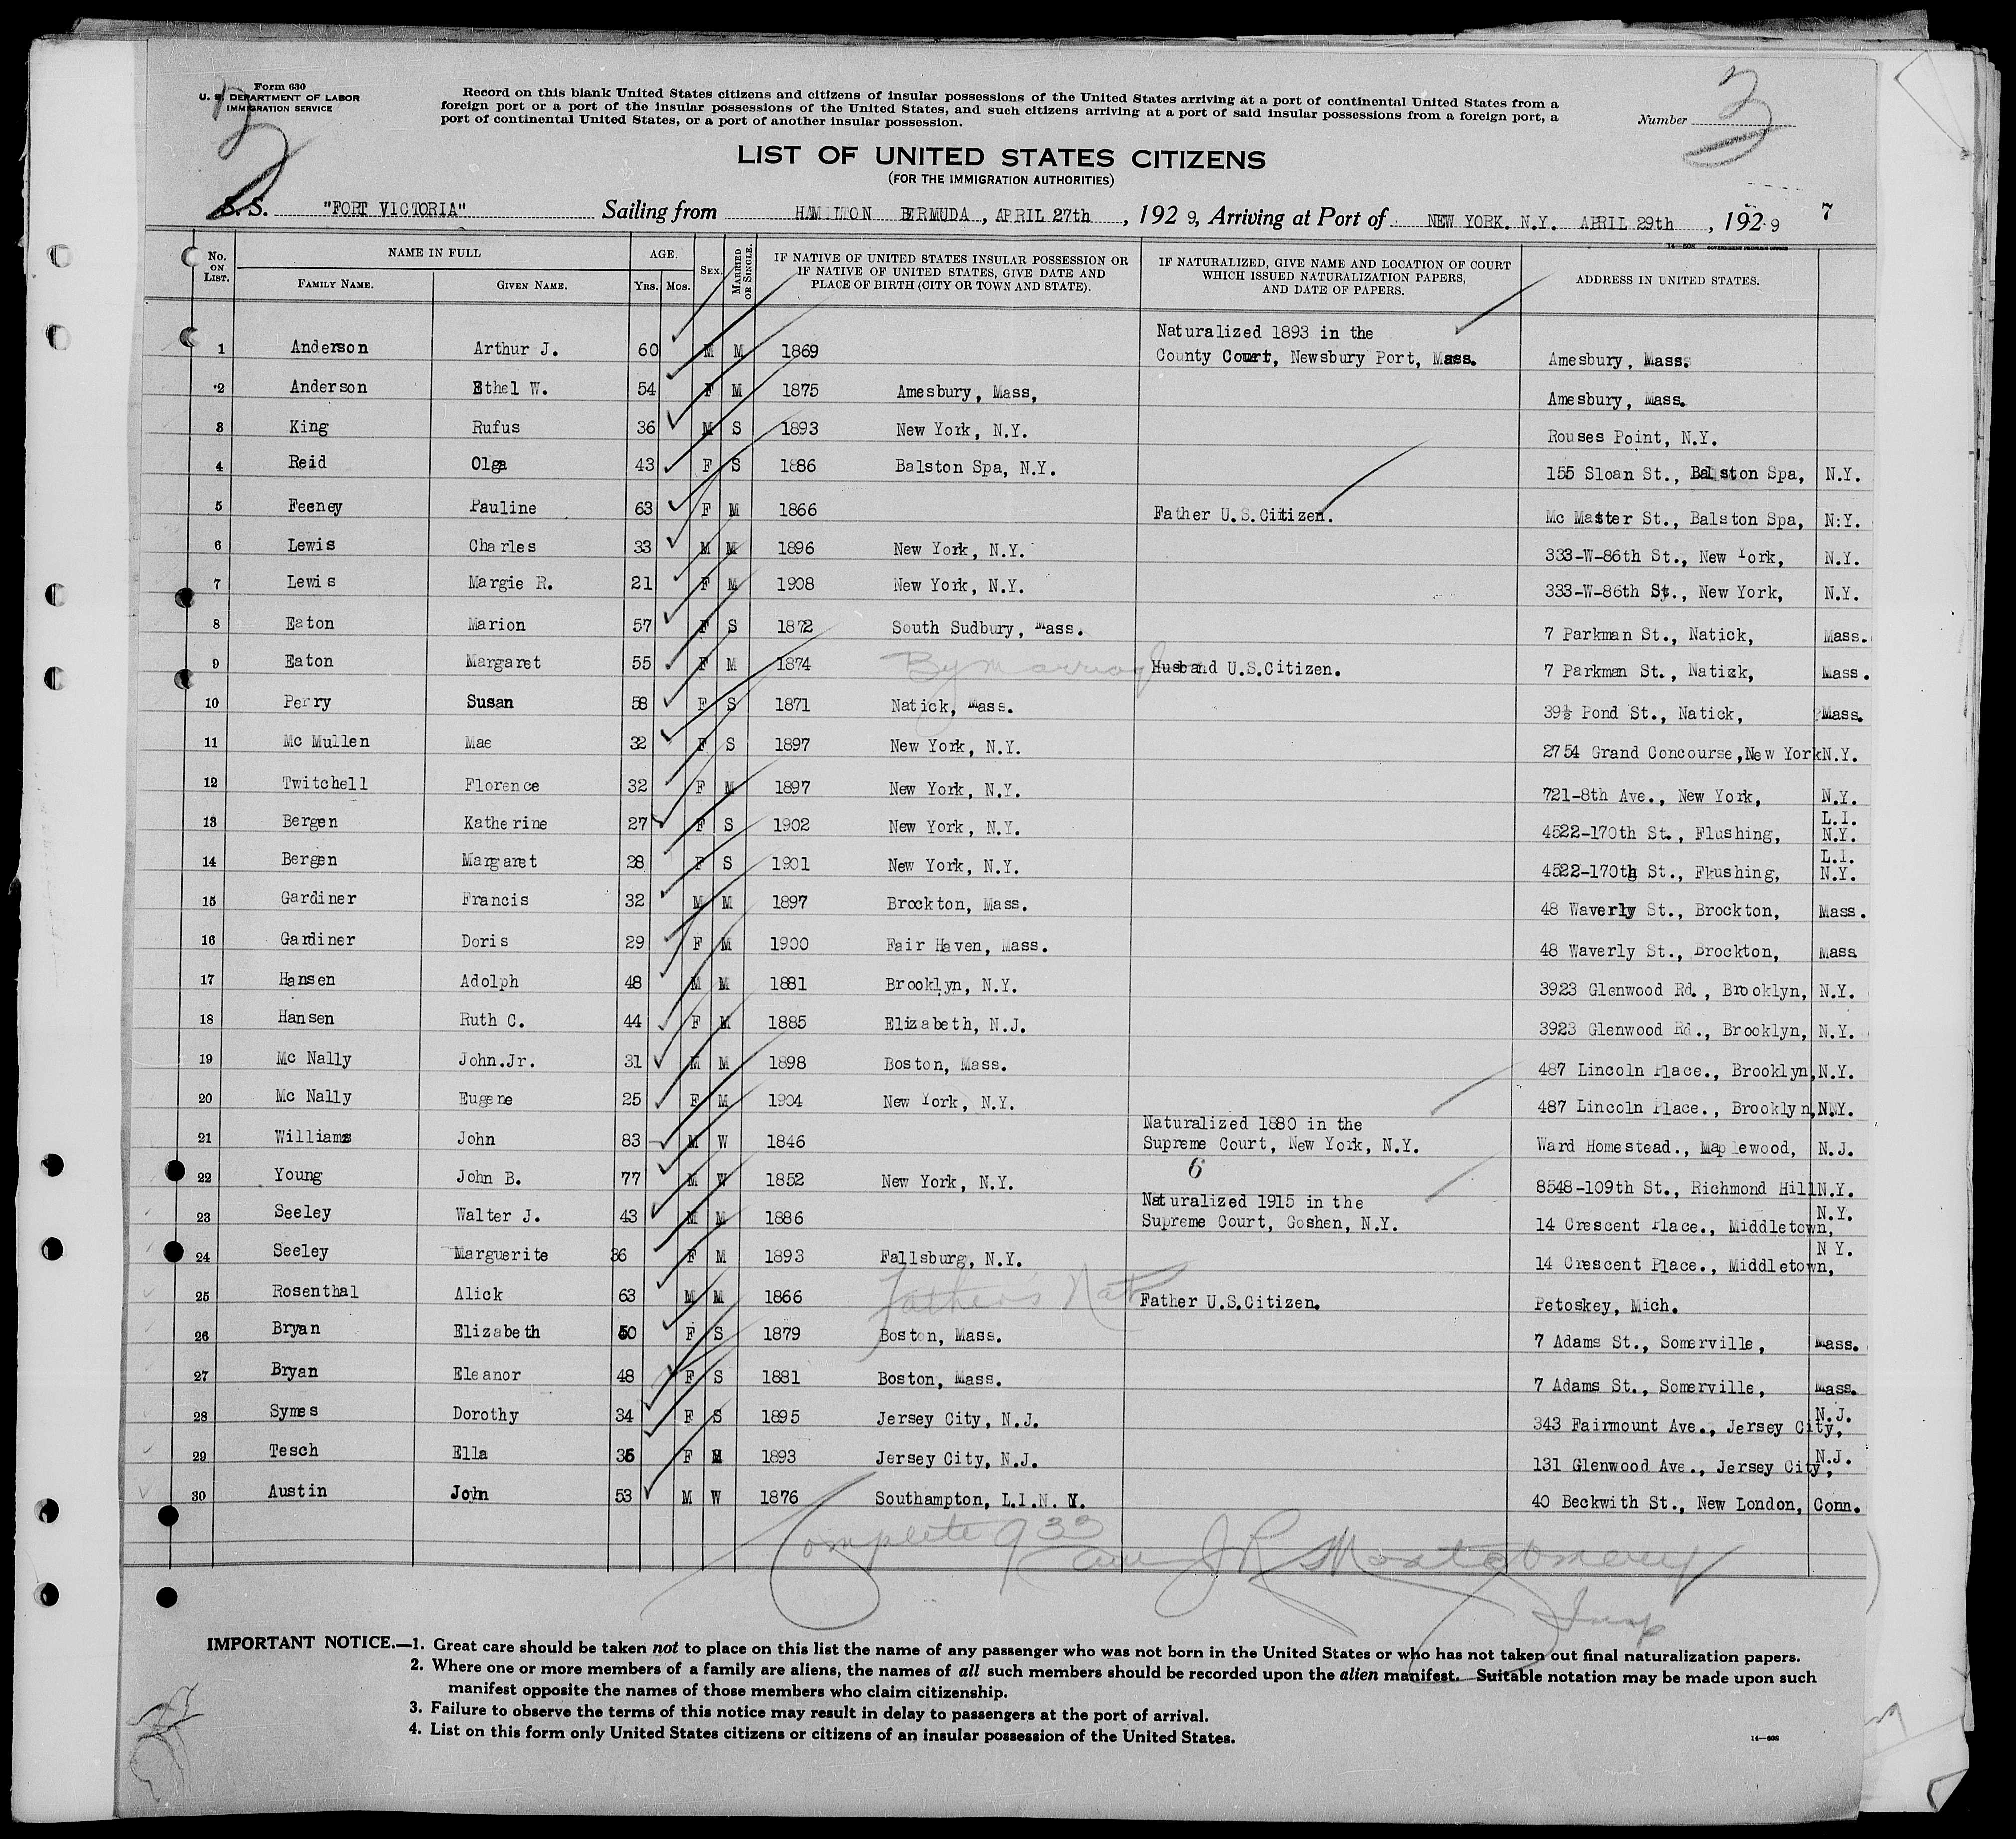 Form 630
U. S. DEPARTMENT OF LABOR
IMMIGRATION SERVICE
Record on this blank United States citizens and citizens of insular possessions of the United States arriving at a port of continental United States from a
foreign port or a port of the insular possessions of the United States, and such citizens arriving at a port of said insular possessions from a foreign port, a
port of continental United States, or a port of another insular possession.
Number 3
LIST OF UNITED STATES CITIZENS
(FOR THE IMMIGRATION AUTHORITIES)
S. S. "FORT VICTORIA" Sailing from HAMILTON BERMUDA, APRIL 27th, 1929, Arriving at Port of NEW YORK. N.Y. APRIL 29th, 1929 7
14—608 GOVERNMENT PRINTING OFFICE
No. ON LIST. NAME IN FULL FAMILY NAME. GIVEN NAME. AGE. Yrs. Mos. SEX. MARRIED OR SINGLE. IF NATIVE OF UNITED STATES INSULAR POSSESSION OR IF NATIVE OF UNITED STATES, GIVE DATE AND PLACE OF BIRTH (CITY OR TOWN AND STATE). IF NATURALIZED, GIVE NAME AND LOCATION OF COURT WHICH ISSUED NATURALIZATION PAPERS, AND DATE OF PAPERS. ADDRESS IN UNITED STATES.
1 Anderson Arthur J. 60 M M 1869 Naturalized 1893 in the County Court, Newsbury Port, Mass. Amesbury, Mass.
2 Anderson Ethel W. 54 F M 1875 Amesbury, Mass, Amesbury, Mass.
3 King Rufus 36 M S 1893 New York, N.Y. Rouses Point, N.Y.
4 Reid Olga 43 F S 1886 Balston Spa, N.Y. 155 Sloan St., Balston Spa, N.Y.
5 Feeney Pauline 63 F M 1866 Father U.S.Citizen. Mc Master St., Balston Spa, N:Y.
6 Lewis Charles 33 M M 1896 New York, N.Y. 333-W-86th St., New York, N.Y.
7 Lewis Margie R. 21 F M 1908 New York, N.Y. 333-W-86th St., New York, N.Y.
8 Eaton Marion 57 F S 1872 South Sudbury, Mass. 7 Parkman St., Natick, Mass.
9 Eaton Margaret 55 F M 1874 By marriage Husband U.S.Citizen. 7 Parkman St., Natixk, Mass.
10 Perry Susan 58 F S 1871 Natick, Mass. 39½ Pond St., Natick, Mass.
11 Mc Mullen Mae 32 F S 1897 New York, N.Y. 2754 Grand Concourse,New York N.Y.
12 Twitchell Florence 32 F M 1897 New York, N.Y. 721-8th Ave., New York, N.Y.
13 Bergen Katherine 27 F S 1902 New York, N.Y. 4522-170th St., Flushing, L.I. N.Y.
14 Bergen Margaret 28 F S 1901 New York, N.Y. 4522-170th St., Fkushing, L.I. N.Y.
15 Gardiner Francis 32 M M 1897 Brockton, Mass. 48 Waverly St., Brockton, Mass.
16 Gardiner Doris 29 F M 1900 Fair Haven, Mass. 48 Waverly St., Brockton, Mass
17 Hansen Adolph 48 M M 1881 Brooklyn, N.Y. 3923 Glenwood Rd., Brooklyn, N.Y.
18 Hansen Ruth C. 44 F M 1885 Elizabeth, N.J. 3923 Glenwood Rd., Brooklyn, N.Y.
19 Mc Nally John.Jr. 31 M M 1898 Boston, Mass. 487 Lincoln Place., Brooklyn, N.Y.
20 Mc Nally Eugene 25 F M 1904 New York, N.Y. 487 Lincoln Place., Brooklyn, N.Y.
21 Williams John 83 M W 1846 Naturalized 1880 in the Supreme Court, New York, N.Y. Ward Homestead., Maplewood, N.J.
6
22 Young John B. 77 M W 1852 New York, N.Y. 8548-109th St., Richmond Hill N.Y.
23 Seeley Walter J. 43 M M 1886 Naturalized 1915 in the Supreme Court, Goshen, N.Y. 14 Crescent Place., Middletown, N.Y.
24 Seeley Marguerite 36 F M 1893 Fallsburg, N.Y. 14 Crescent Place., Middletown, N Y.
25 Rosenthal Alick 63 M M 1866 Fathers Nat Father U.S.Citizen. Petoskey, Mich.
26 Bryan Elizabeth 50 F S 1879 Boston, Mass. 7 Adams St., Somerville, Mass.
27 Bryan Eleanor 48 F S 1881 Boston, Mass. 7 Adams St., Somerville, Mass.
28 Symes Dorothy 34 F S 1895 Jersey City, N.J. 343 Fairmount Ave., Jersey City, N.J.
29 Tesch Ella 36 F M 1893 Jersey City, N.J. 131 Glenwood Ave., Jersey City, N.J.
30 Austin John 53 M W 1876 Southampton, L.I.N.Y. 40 Beckwith St., New London, Conn.
Complete 933 J R Montgomery
Insp
IMPORTANT NOTICE.—1. Great care should be taken not to place on this list the name of any passenger who was not born in the United States or who has not taken out final naturalization papers.
2. Where one or more members of a family are aliens, the names of all such members should be recorded upon the alien manifest. Suitable notation may be made upon such
manifest opposite the names of those members who claim citizenship.
3. Failure to observe the terms of this notice may result in delay to passengers at the port of arrival.
4. List on this form only United States citizens or citizens of an insular possession of the United States.
14—608